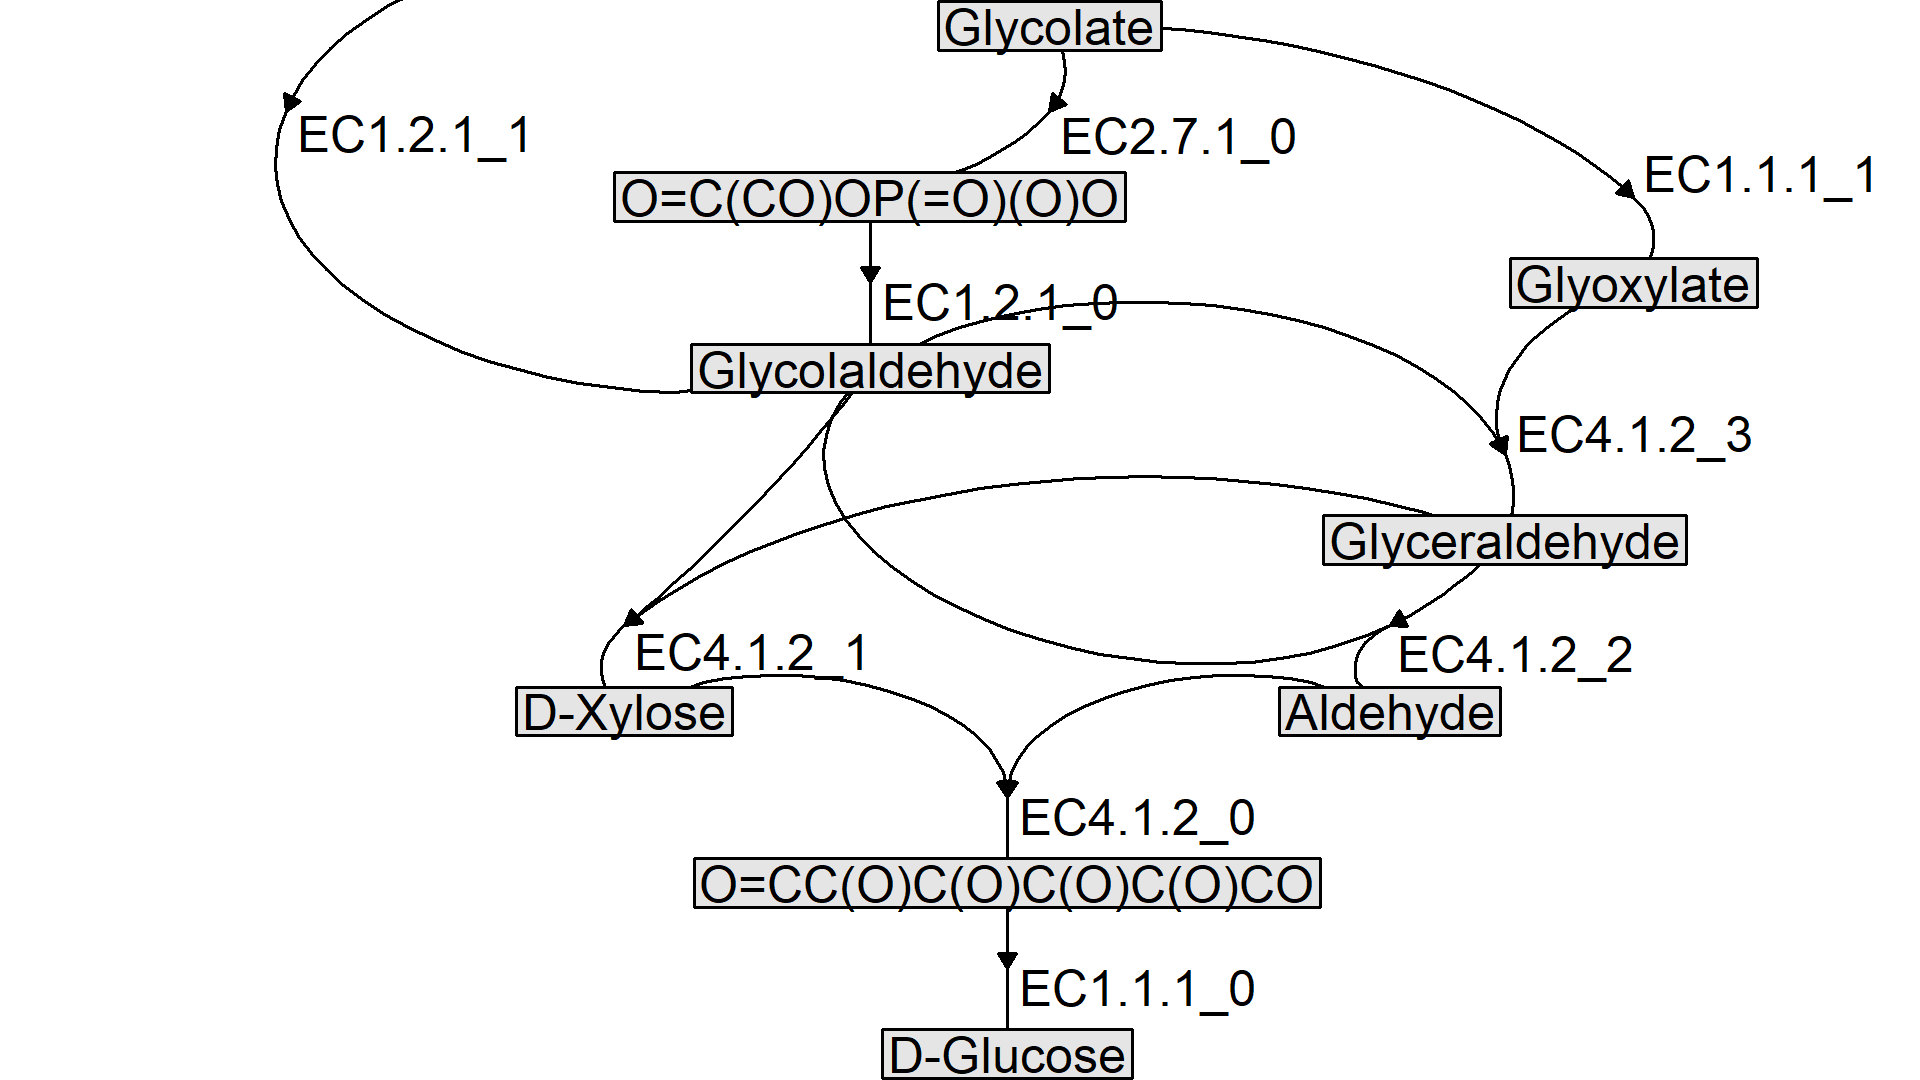 Glycolate
EC1.2.1_1
EC2.7.1_0
EC1.1.1_1
O=C(CO)OP(=O)(O)O
Glyoxylate
EC1.2.1_0
Glycolaldehyde
EC4.1.2_3
Glyceraldehyde
EC4.1.2_1
EC4.1.2_2
D-Xylose
Aldehyde
EC4.1.2_0
O=CC(O)C(O)C(O)C(O)CO
EC1.1.1_0
D-Glucose